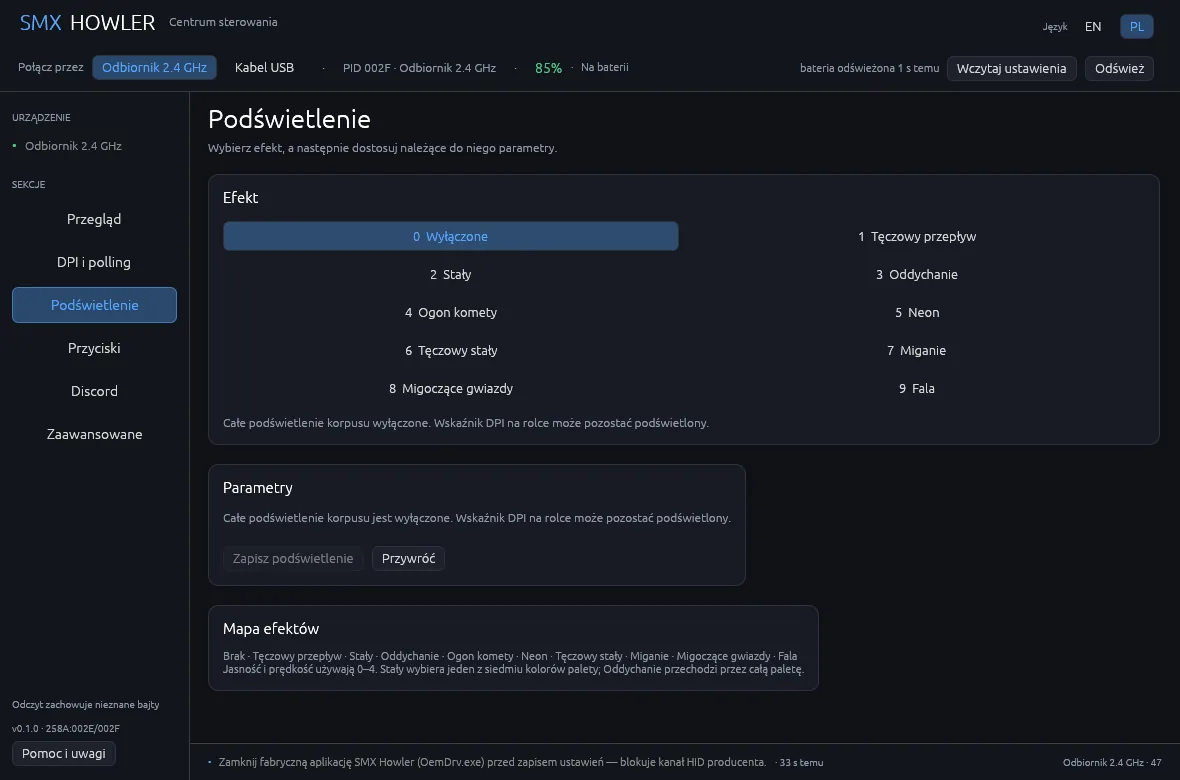 SMX HOWLER Centrum sterowania
Język EN PL
Połącz przez Odbiornik 2.4 GHz Kabel USB · PID 002F · Odbiornik 2.4 GHz · 85% · Na baterii
bateria odświeżona 1 s temu Wczytaj ustawienia Odśwież
URZĄDZENIE
• Odbiornik 2.4 GHz
SEKCJE
Przegląd
DPI i polling
Podświetlenie
Przyciski
Discord
Zaawansowane
Odczyt zachowuje nieznane bajty
v0.1.0 · 258A:002E/002F
Pomoc i uwagi
Podświetlenie
Wybierz efekt, a następnie dostosuj należące do niego parametry.
Efekt
0 Wyłączone
1 Tęczowy przepływ
2 Stały
3 Oddychanie
4 Ogon komety
5 Neon
6 Tęczowy stały
7 Miganie
8 Migoczące gwiazdy
9 Fala
Całe podświetlenie korpusu wyłączone. Wskaźnik DPI na rolce może pozostać podświetlony.
Parametry
Całe podświetlenie korpusu jest wyłączone. Wskaźnik DPI na rolce może pozostać podświetlony.
Zapisz podświetlenie Przywróć
Mapa efektów
Brak · Tęczowy przepływ · Stały · Oddychanie · Ogon komety · Neon · Tęczowy stały · Miganie · Migoczące gwiazdy · Fala
Jasność i prędkość używają 0–4. Stały wybiera jeden z siedmiu kolorów palety; Oddychanie przechodzi przez całą paletę.
• Zamknij fabryczną aplikację SMX Howler (OemDrv.exe) przed zapisem ustawień — blokuje kanał HID producenta. · 33 s temu
Odbiornik 2.4 GHz · 47